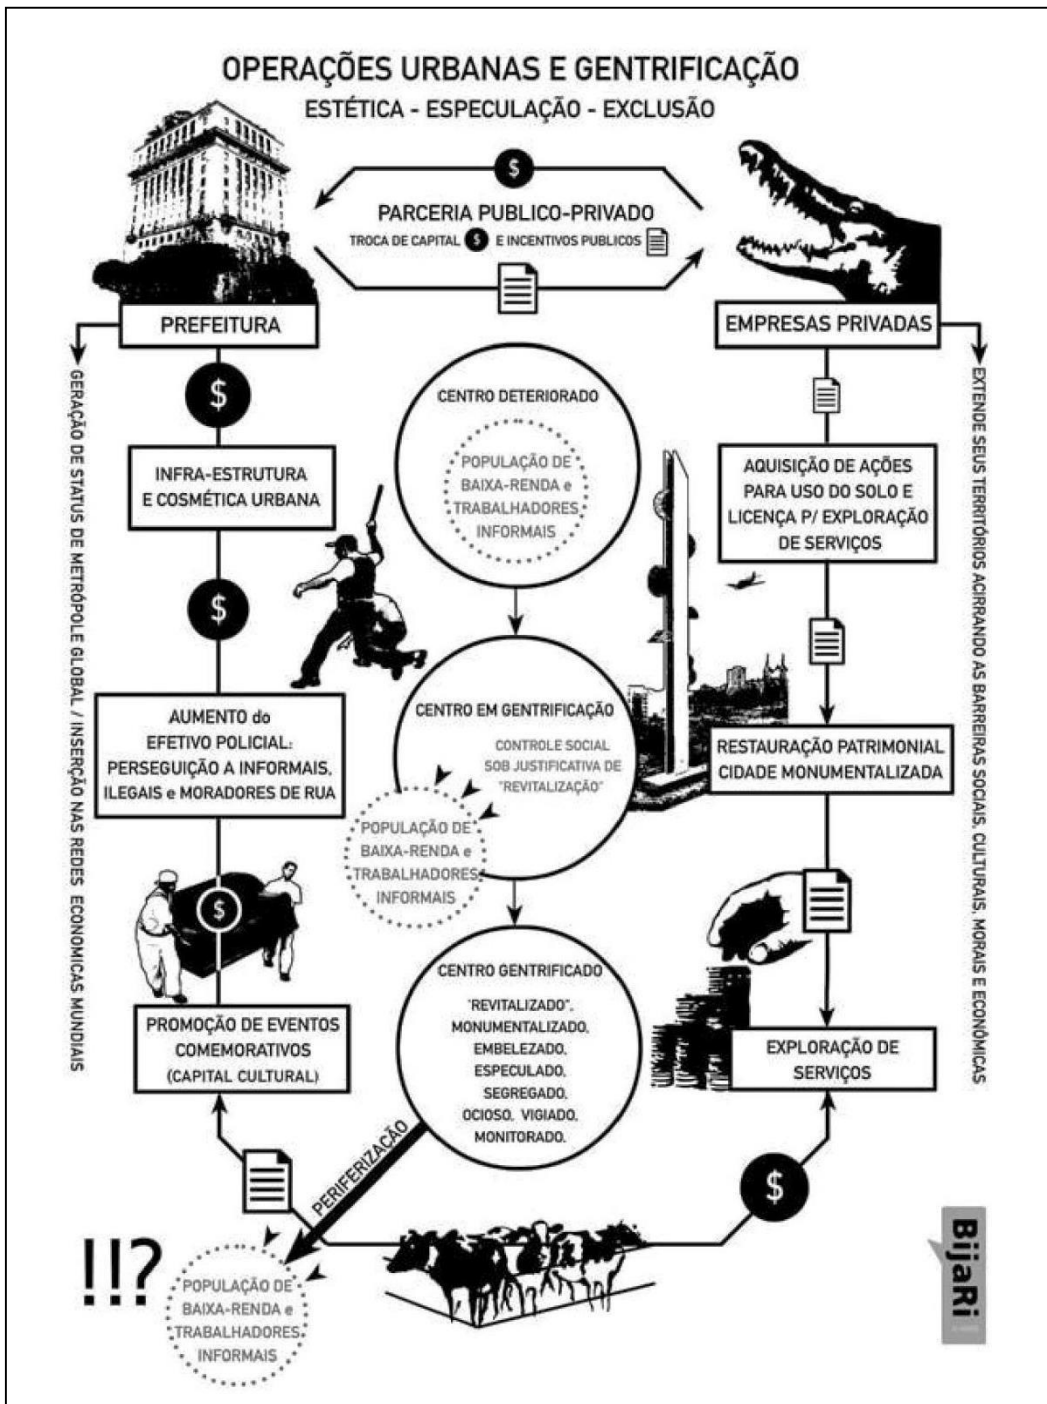 OPERAÇÕES URBANAS E GENTRIFICAÇÃO
ESTÉTICA - ESPECULAÇÃO - EXCLUSÃO
$
PARCERIA PUBLICO-PRIVADO
TROCA DE CAPITAL $ E INCENTIVOS PUBLICOS
PREFEITURA
EMPRESAS PRIVADAS
GERAÇÃO DE STATUS DE METRÓPOLE GLOBAL / INSERÇÃO NAS REDES ECONOMICAS MUNDIAIS
$
INFRA-ESTRUTURA
E COSMÉTICA URBANA
$
AUMENTO do
EFETIVO POLICIAL:
PERSEGUIÇÃO A INFORMAIS,
ILEGAIS e MORADORES DE RUA
$
PROMOÇÃO DE EVENTOS
COMEMORATIVOS
(CAPITAL CULTURAL)
CENTRO DETERIORADO
POPULAÇÃO DE
BAIXA-RENDA e
TRABALHADORES
INFORMAIS
CENTRO EM GENTRIFICAÇÃO
CONTROLE SOCIAL
SOB JUSTIFICATIVA DE
"REVITALIZAÇÃO"
POPULAÇÃO DE
BAIXA-RENDA e
TRABALHADORES
INFORMAIS
CENTRO GENTRIFICADO
"REVITALIZADO",
MONUMENTALIZADO,
EMBELEZADO,
ESPECULADO,
SEGREGADO,
OCIOSO, VIGIADO,
MONITORADO.
PERIFERIZAÇÃO
!!?
POPULAÇÃO DE
BAIXA-RENDA e
TRABALHADORES
INFORMAIS
AQUISIÇÃO DE AÇÕES
PARA USO DO SOLO E
LICENÇA P/ EXPLORAÇÃO
DE SERVIÇOS
RESTAURAÇÃO PATRIMONIAL
CIDADE MONUMENTALIZADA
EXPLORAÇÃO DE
SERVIÇOS
$
EXTENDE SEUS TERRITÓRIOS ACIRRANDO AS BARREIRAS SOCIAIS, CULTURAIS, MORAIS E ECONÔMICAS
BijaRi